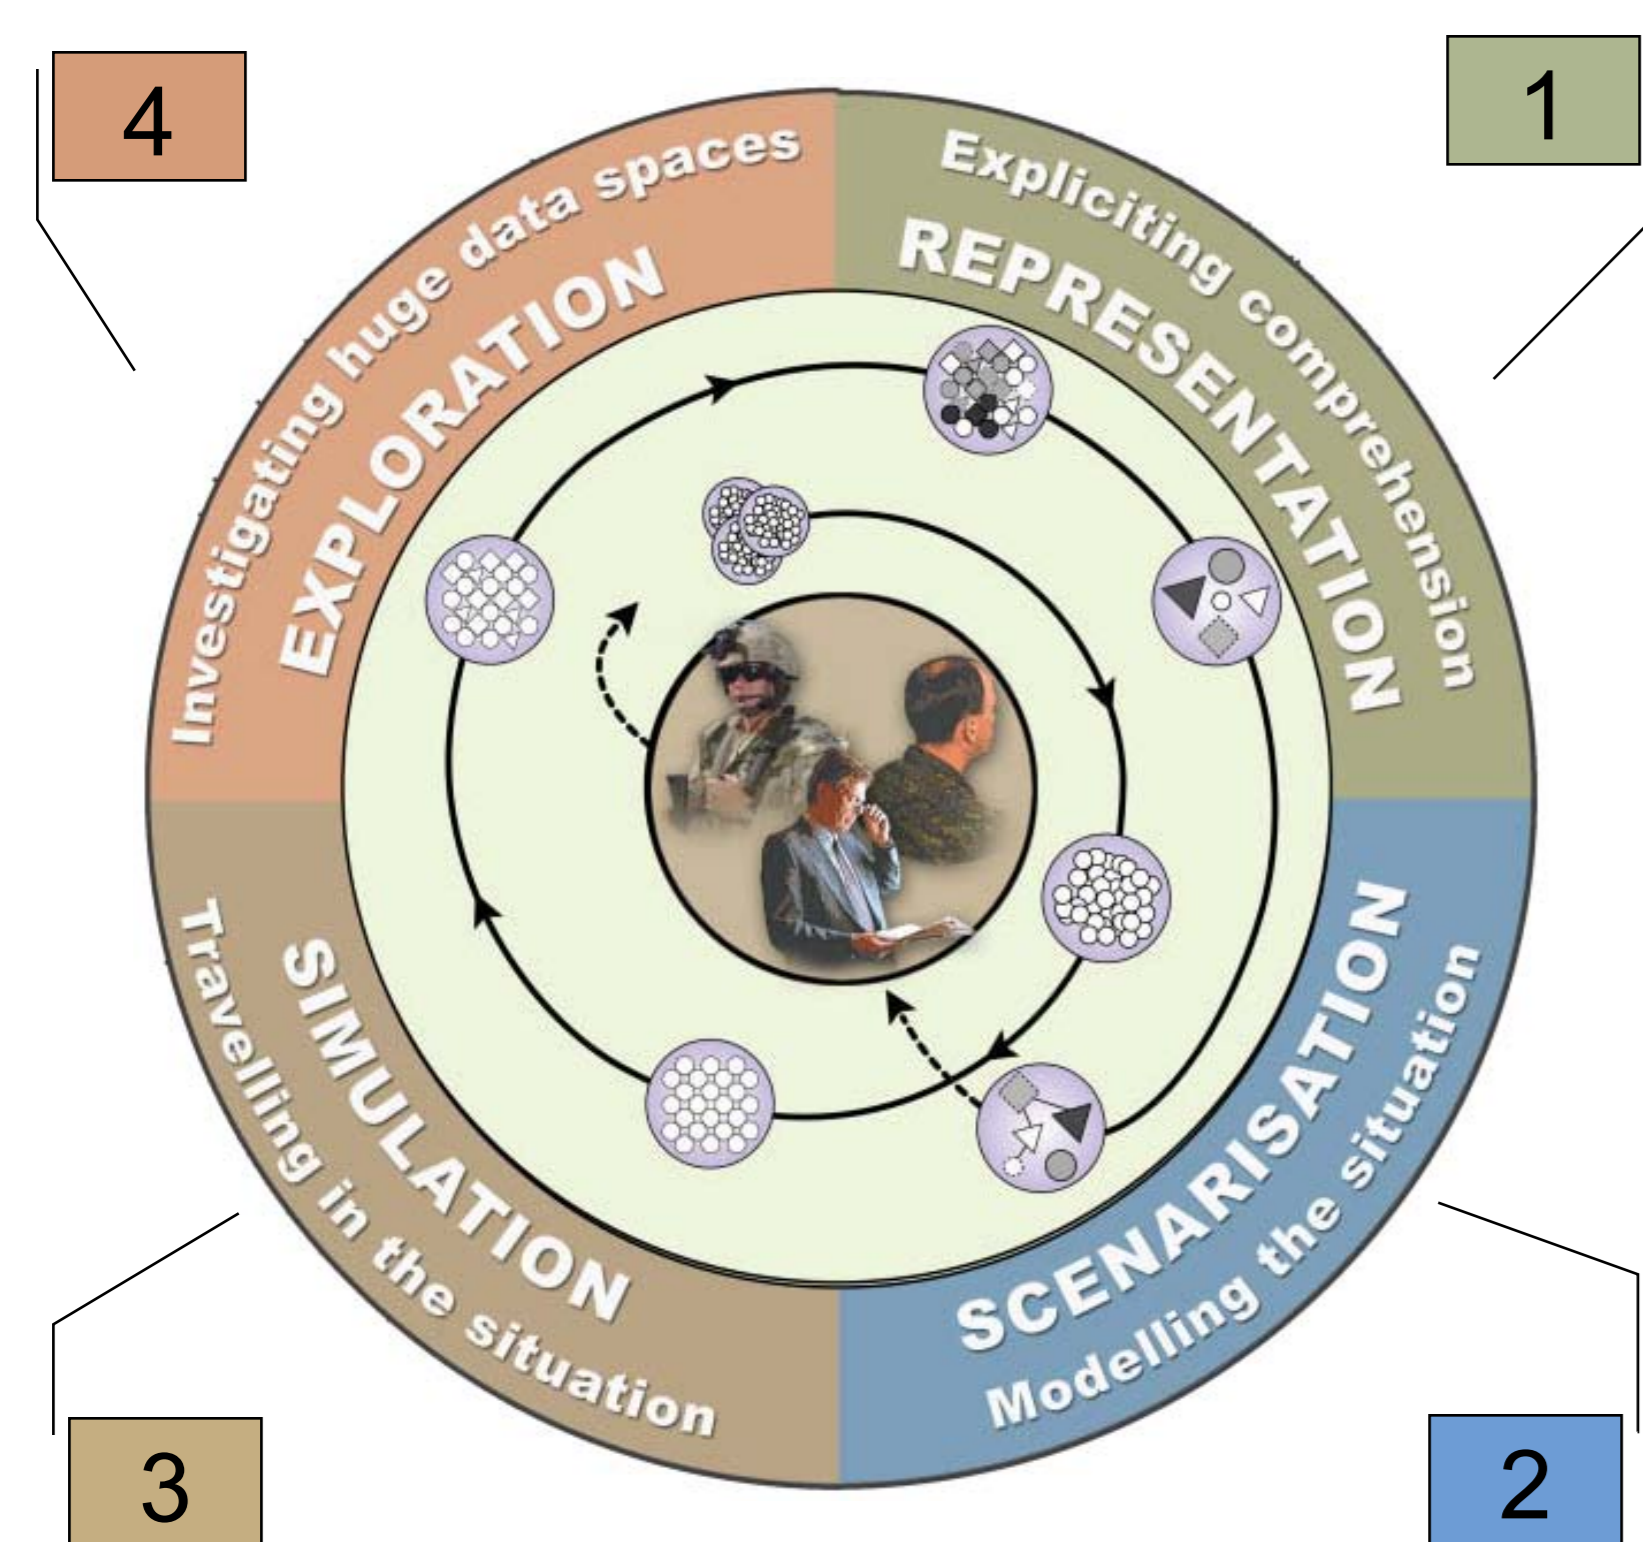 4
1
Investigating huge data spaces
EXPLORATION
Expliciting comprehension
REPRESENTATION
SIMULATION
Travelling in the situation
SCENARISATION
Modelling the situation
3
2